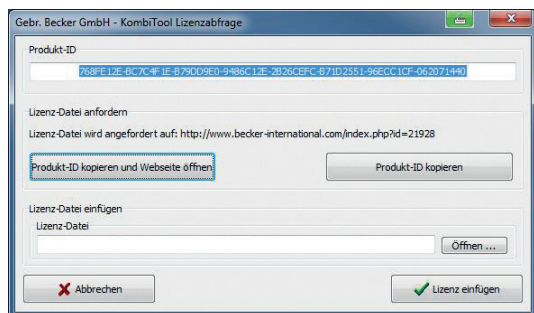 Gebr. Becker GmbH - KombiTool Lizenzabfrage
Produkt-ID
768FE12E-BC7C4F1E-B79DD9E0-9486C12E-2B26CEFC-B71D2551-96ECC1CF-062071440
Lizenz-Datei anfordern
Lizenz-Datei wird angefordert auf: http://www.becker-international.com/index.php?id=21928
Produkt-ID kopieren und Webseite öffnen
Produkt-ID kopieren
Lizenz-Datei einfügen
Lizenz-Datei
Öffnen ...
Abbrechen
Lizenz einfügen